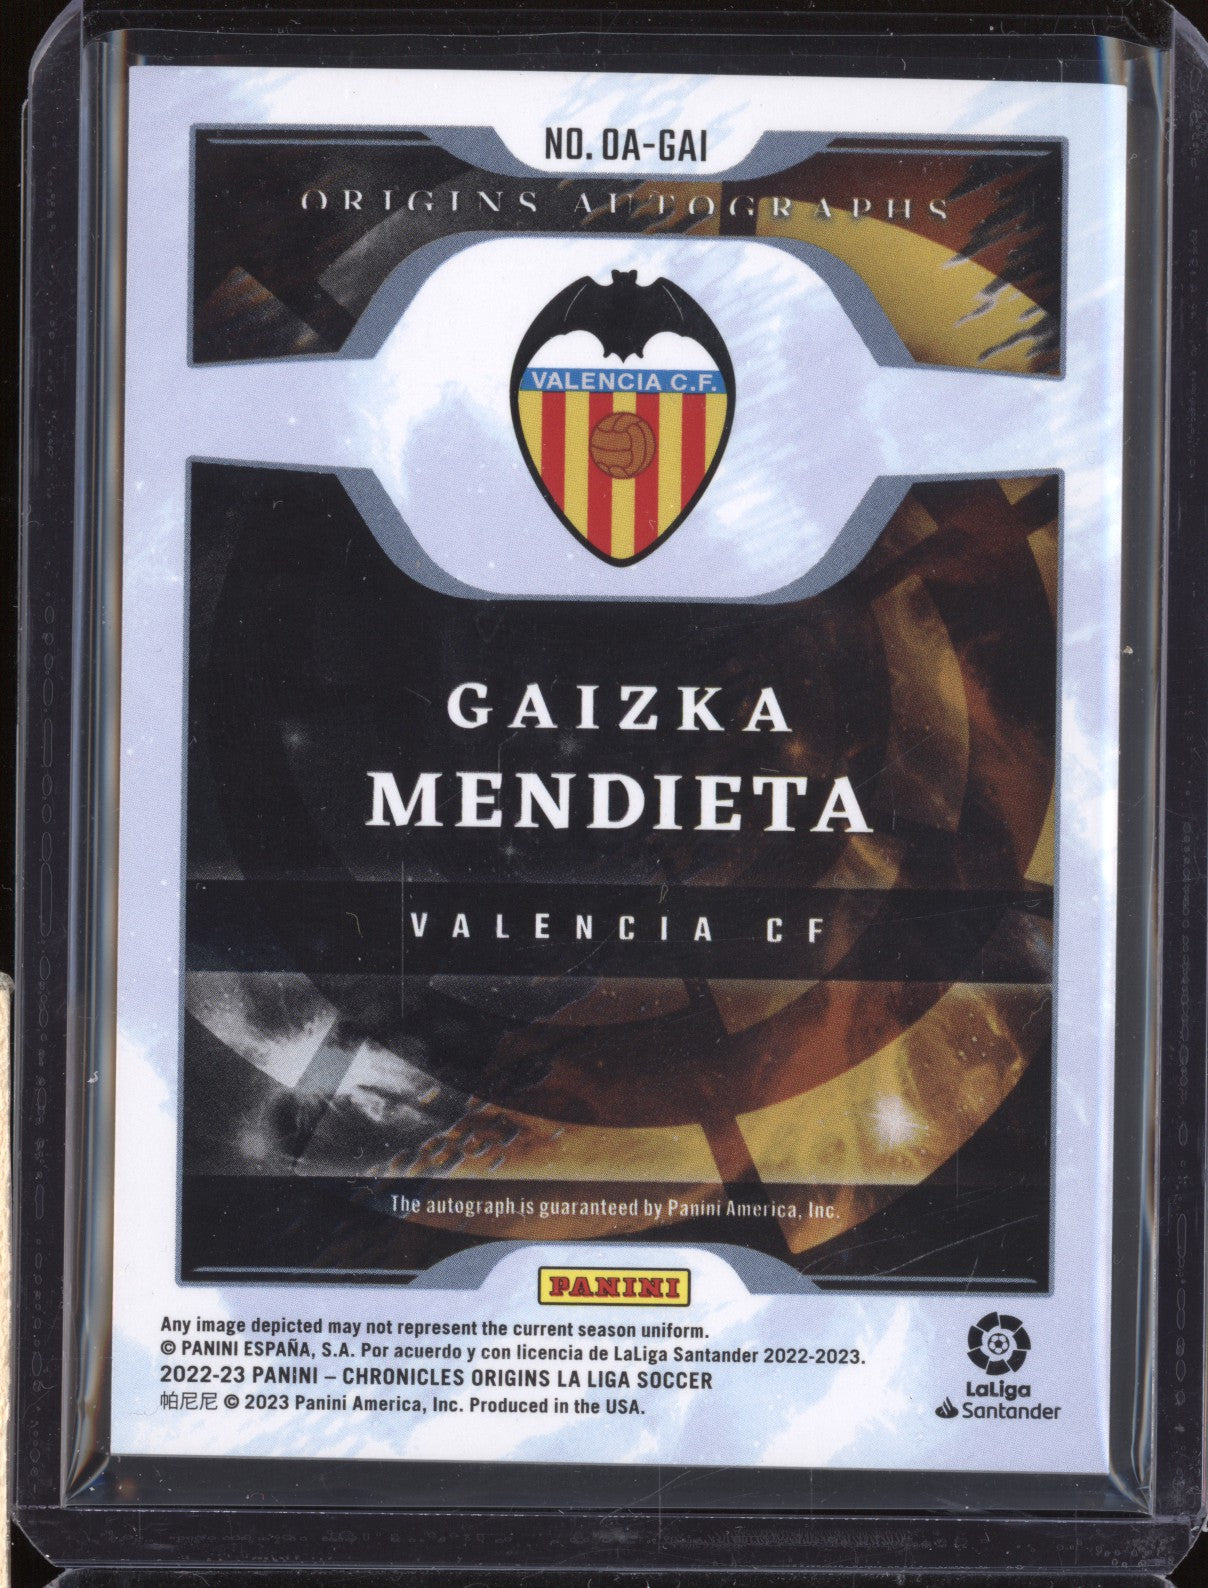 NO. OA-GAI
ORIGINS AUTOGRAPHS
VALENCIA C.F.
GAIZKA
MENDIETA
VALENCIA CF
The autograph is guaranteed by Panini America, Inc.
PANINI
Any image depicted may not represent the current season uniform.
© PANINI ESPAÑA, S.A. Por acuerdo y con licencia de LaLiga Santander 2022-2023.
2022-23 PANINI – CHRONICLES ORIGINS LA LIGA SOCCER
帕尼尼 © 2023 Panini America, Inc. Produced in the USA.
LaLiga
Santander